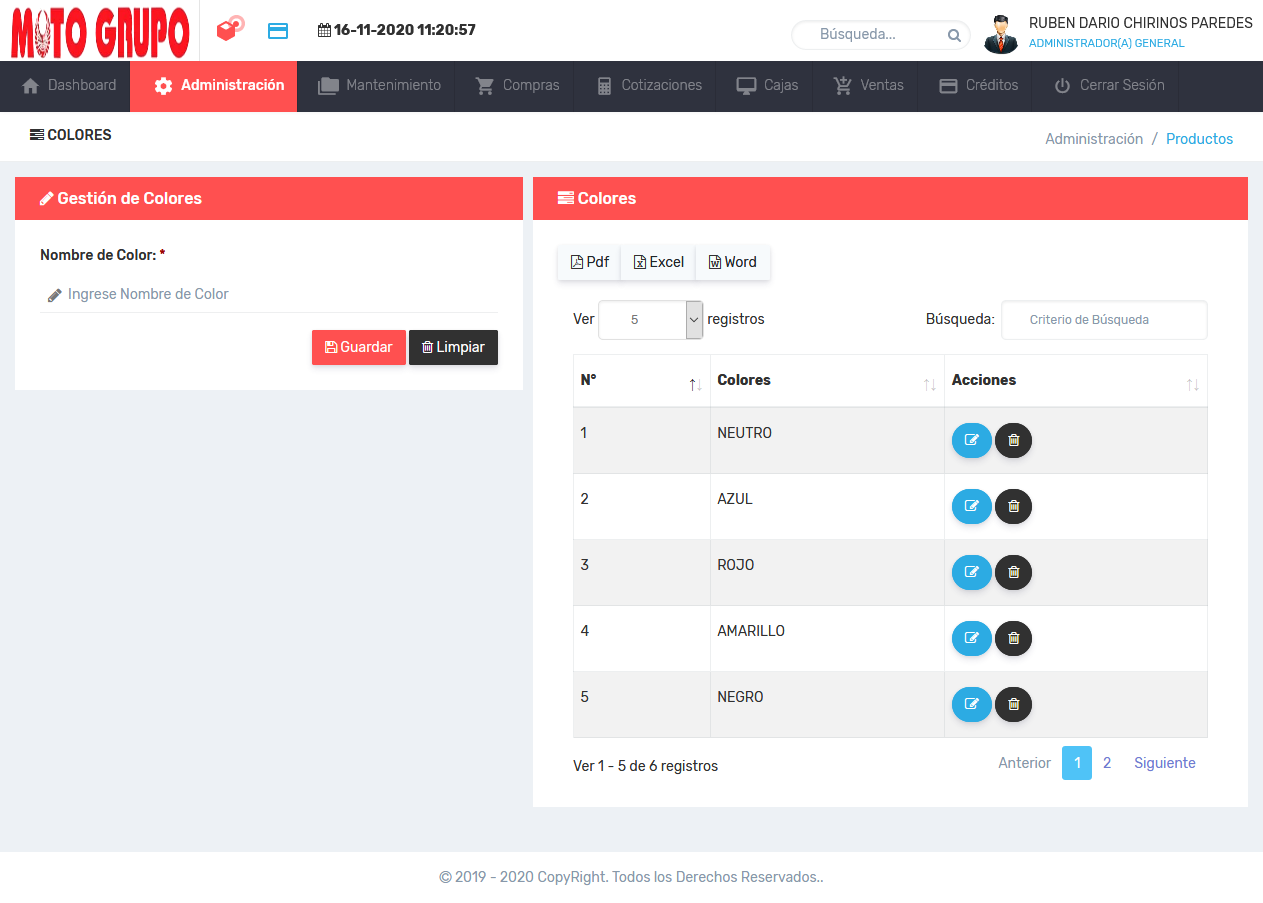 MOTO GRUPO
16-11-2020 11:20:57
Búsqueda...
RUBEN DARIO CHIRINOS PAREDES
ADMINISTRADOR(A) GENERAL
Dashboard Administración Mantenimiento Compras Cotizaciones Cajas Ventas Créditos Cerrar Sesión
COLORES
Administración / Productos
Gestión de Colores
Nombre de Color: *
Ingrese Nombre de Color
Guardar Limpiar
Colores
Pdf Excel Word
Ver 5 registros Búsqueda: Criterio de Búsqueda
N° Colores Acciones
1 NEUTRO
2 AZUL
3 ROJO
4 AMARILLO
5 NEGRO
Ver 1 - 5 de 6 registros
Anterior 1 2 Siguiente
© 2019 - 2020 CopyRight. Todos los Derechos Reservados..